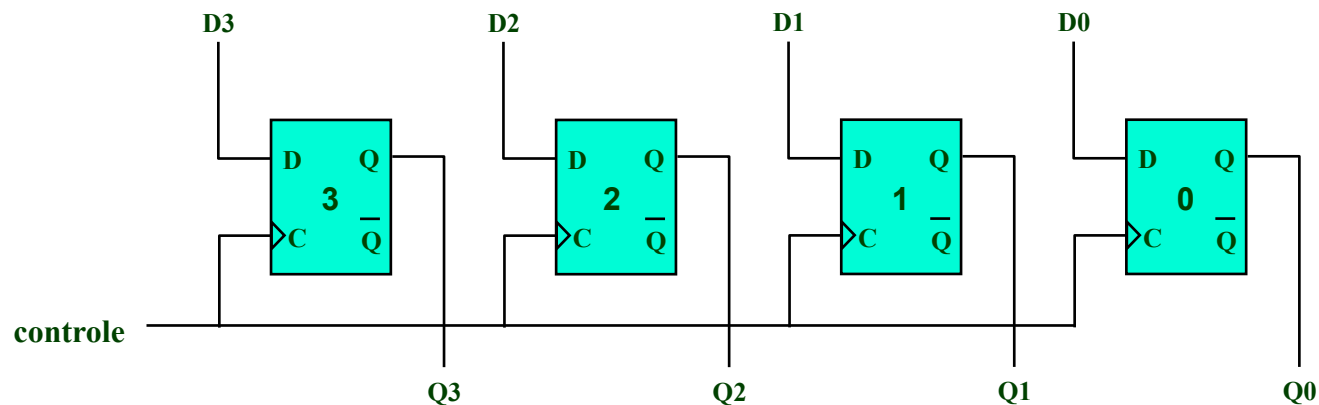 D3 D2 D1 D0
D Q D Q D Q D Q
3 2 1 0
C Q̅ C Q̅ C Q̅ C Q̅
controle
Q3 Q2 Q1 Q0